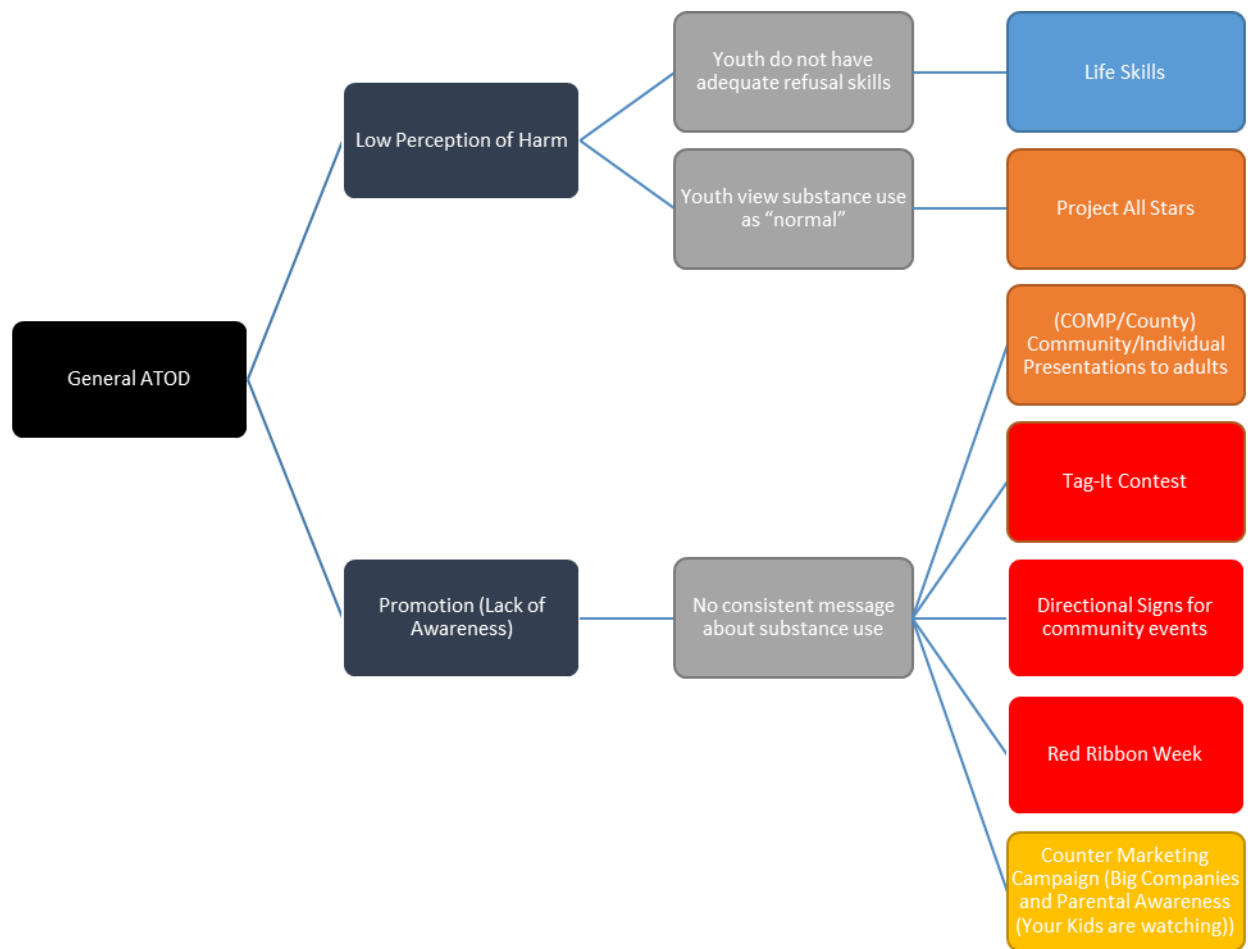 General ATOD
Low Perception of Harm
Youth do not have
adequate refusal skills
Life Skills
Youth view substance use
as “normal”
Project All Stars
Promotion (Lack of
Awareness)
No consistent message
about substance use
(COMP/County)
Community/Individual
Presentations to adults
Tag-It Contest
Directional Signs for
community events
Red Ribbon Week
Counter Marketing
Campaign (Big Companies
and Parental Awareness
(Your Kids are watching))